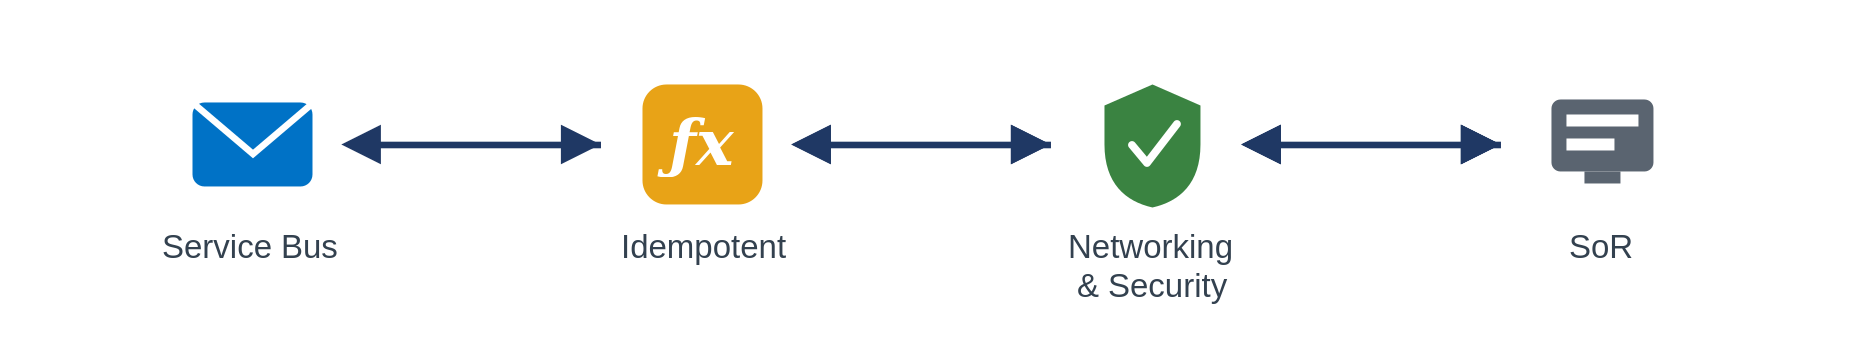 fx
Service Bus
Idempotent
Networking
& Security
SoR